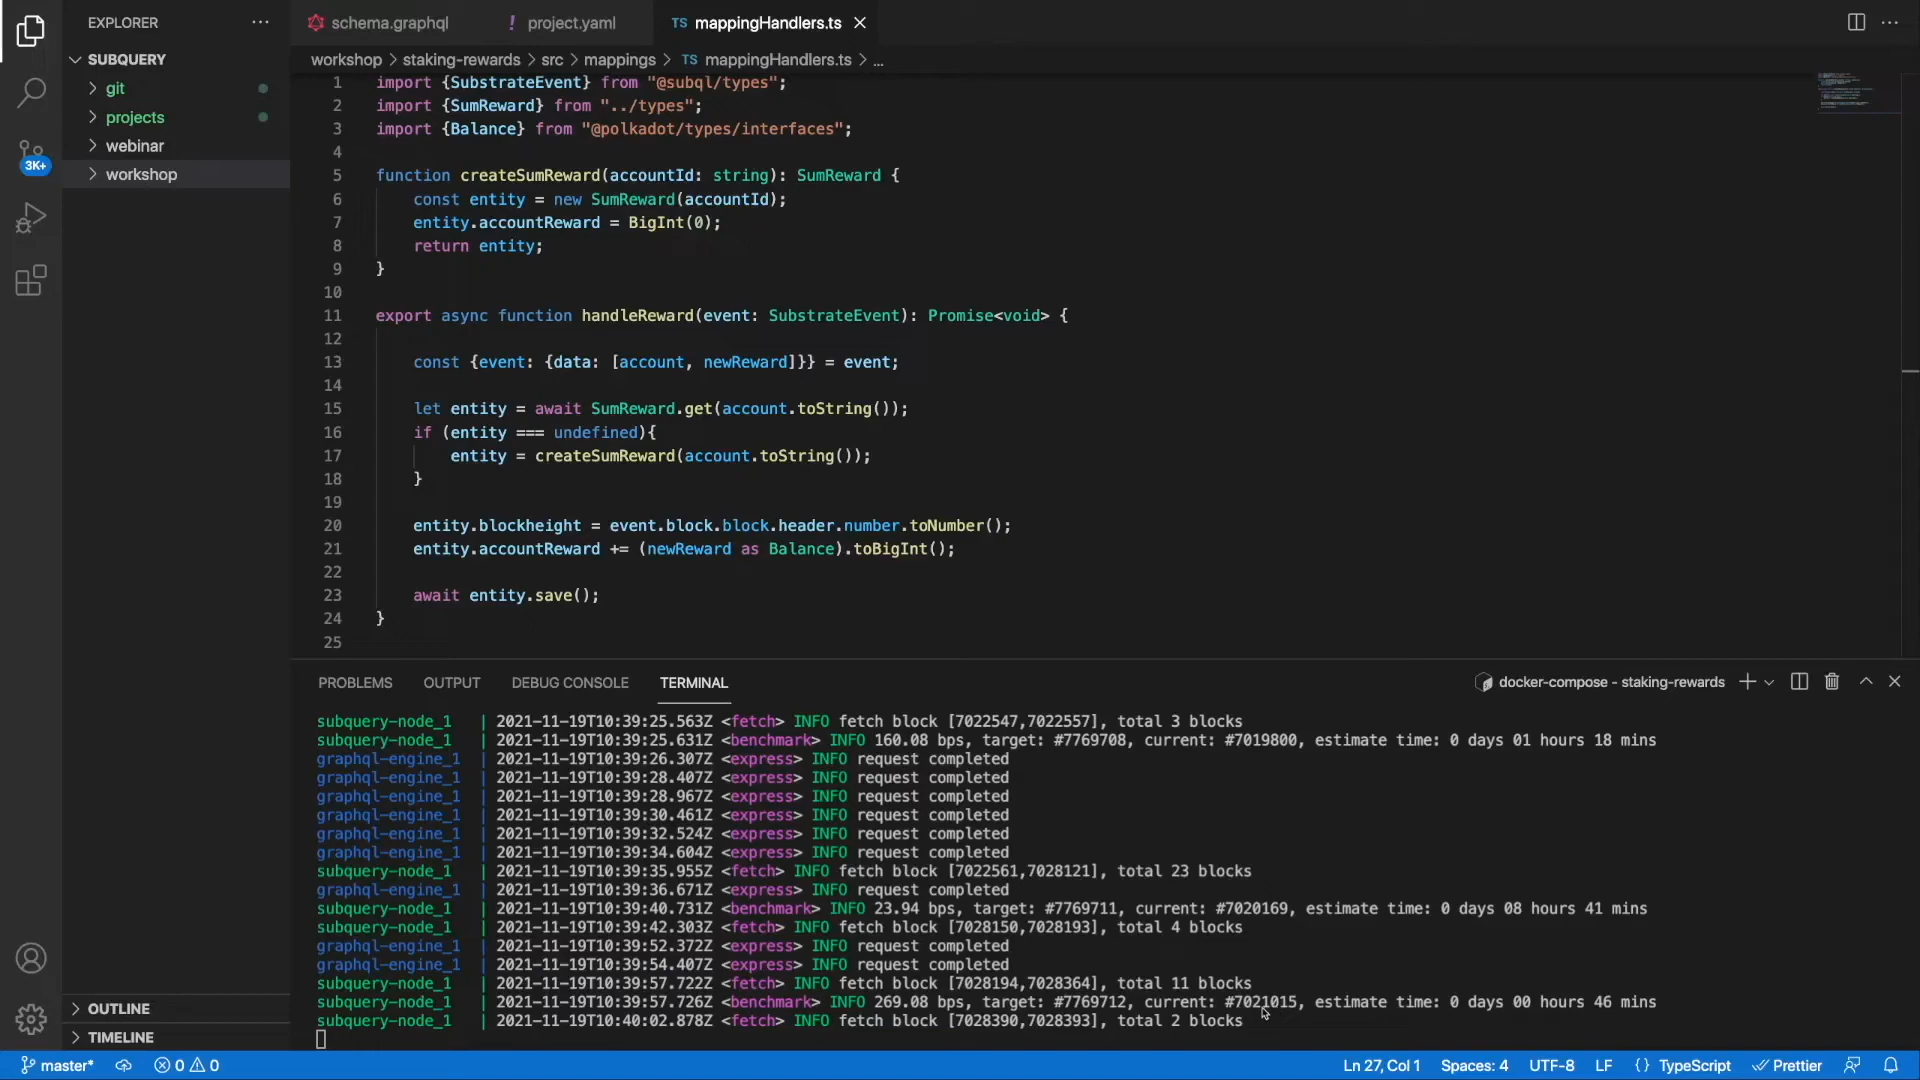 EXPLORER
SUBQUERY
git
projects
webinar
workshop
3K+
OUTLINE
TIMELINE
schema.graphql
! project.yaml
TS mappingHandlers.ts
workshop > staking-rewards > src > mappings > TS mappingHandlers.ts > ...
1 import {SubstrateEvent} from "@subql/types";
2 import {SumReward} from "../types";
3 import {Balance} from "@polkadot/types/interfaces";
4
5 function createSumReward(accountId: string): SumReward {
6 const entity = new SumReward(accountId);
7 entity.accountReward = BigInt(0);
8 return entity;
9 }
10
11 export async function handleReward(event: SubstrateEvent): Promise<void> {
12
13 const {event: {data: [account, newReward]}} = event;
14
15 let entity = await SumReward.get(account.toString());
16 if (entity === undefined){
17 entity = createSumReward(account.toString());
18 }
19
20 entity.blockheight = event.block.block.header.number.toNumber();
21 entity.accountReward += (newReward as Balance).toBigInt();
22
23 await entity.save();
24 }
25
PROBLEMS OUTPUT DEBUG CONSOLE TERMINAL
docker-compose - staking-rewards
subquery-node_1 | 2021-11-19T10:39:25.563Z <fetch> INFO fetch block [7022547,7022557], total 3 blocks
subquery-node_1 | 2021-11-19T10:39:25.631Z <benchmark> INFO 160.08 bps, target: #7769708, current: #7019800, estimate time: 0 days 01 hours 18 mins
graphql-engine_1 | 2021-11-19T10:39:26.307Z <express> INFO request completed
graphql-engine_1 | 2021-11-19T10:39:28.407Z <express> INFO request completed
graphql-engine_1 | 2021-11-19T10:39:28.967Z <express> INFO request completed
graphql-engine_1 | 2021-11-19T10:39:30.461Z <express> INFO request completed
graphql-engine_1 | 2021-11-19T10:39:32.524Z <express> INFO request completed
graphql-engine_1 | 2021-11-19T10:39:34.604Z <express> INFO request completed
subquery-node_1 | 2021-11-19T10:39:35.955Z <fetch> INFO fetch block [7022561,7028121], total 23 blocks
graphql-engine_1 | 2021-11-19T10:39:36.671Z <express> INFO request completed
subquery-node_1 | 2021-11-19T10:39:40.731Z <benchmark> INFO 23.94 bps, target: #7769711, current: #7020169, estimate time: 0 days 08 hours 41 mins
subquery-node_1 | 2021-11-19T10:39:42.303Z <fetch> INFO fetch block [7028150,7028193], total 4 blocks
graphql-engine_1 | 2021-11-19T10:39:52.372Z <express> INFO request completed
graphql-engine_1 | 2021-11-19T10:39:54.407Z <express> INFO request completed
subquery-node_1 | 2021-11-19T10:39:57.722Z <fetch> INFO fetch block [7028194,7028364], total 11 blocks
subquery-node_1 | 2021-11-19T10:39:57.726Z <benchmark> INFO 269.08 bps, target: #7769712, current: #7021015, estimate time: 0 days 00 hours 46 mins
subquery-node_1 | 2021-11-19T10:40:02.878Z <fetch> INFO fetch block [7028390,7028393], total 2 blocks
master* 0 0 Ln 27, Col 1 Spaces: 4 UTF-8 LF {} TypeScript Prettier